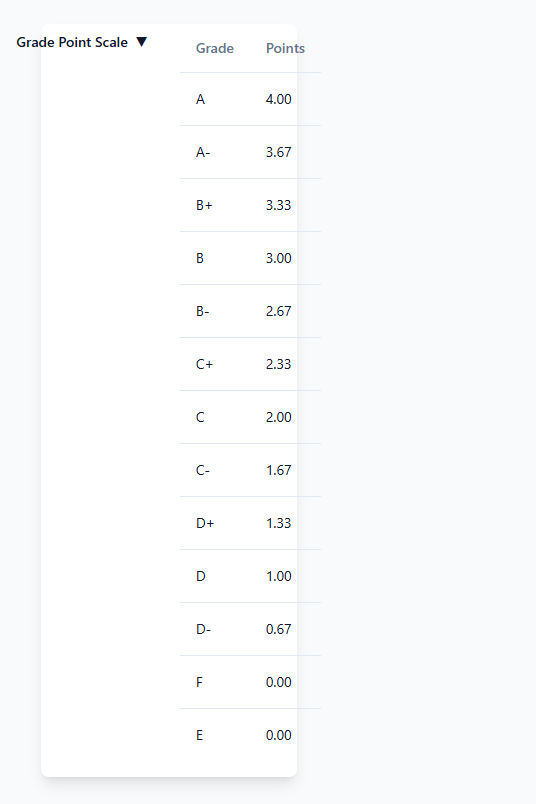 Grade Point Scale ▼
Grade Points
A 4.00
A- 3.67
B+ 3.33
B 3.00
B- 2.67
C+ 2.33
C 2.00
C- 1.67
D+ 1.33
D 1.00
D- 0.67
F 0.00
E 0.00